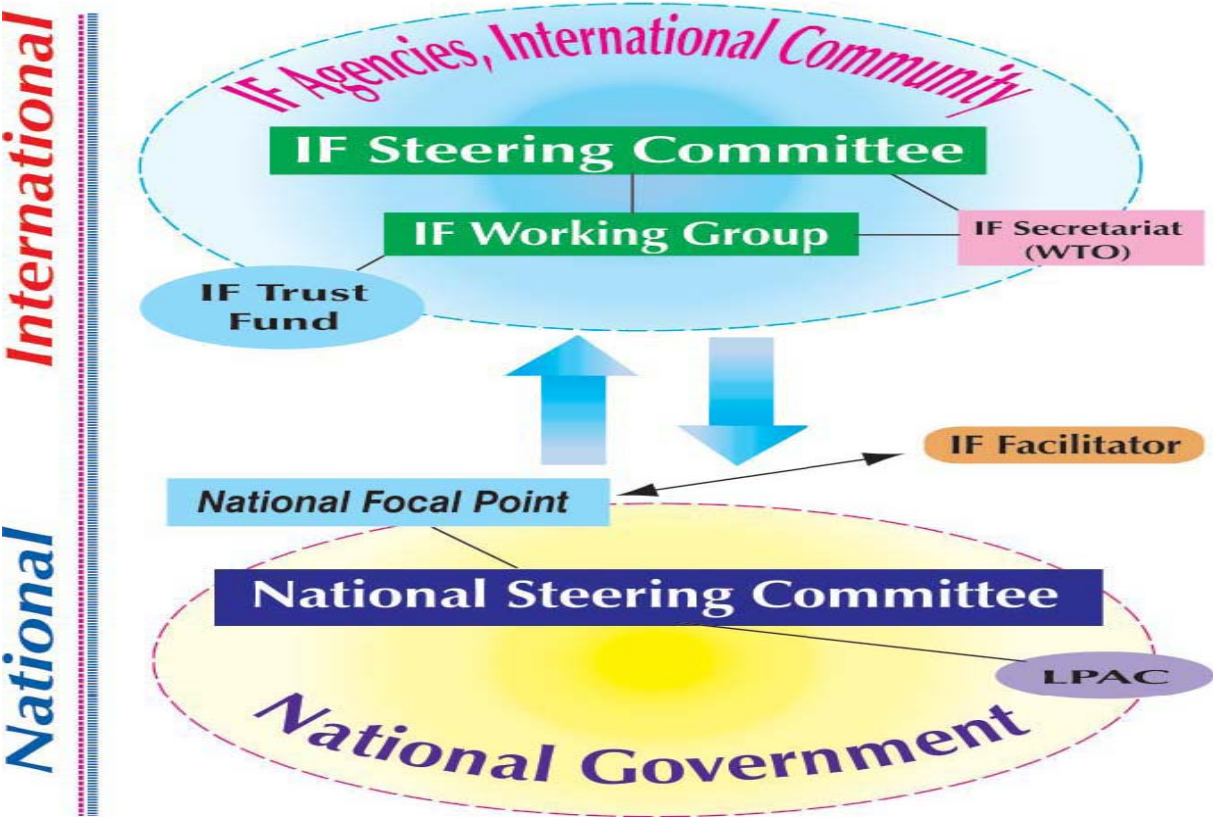 International
IF Agencies, International Community
IF Steering Committee
IF Working Group
IF Secretariat
(WTO)
IF Trust
Fund
National
IF Facilitator
National Focal Point
National Steering Committee
LPAC
National Government